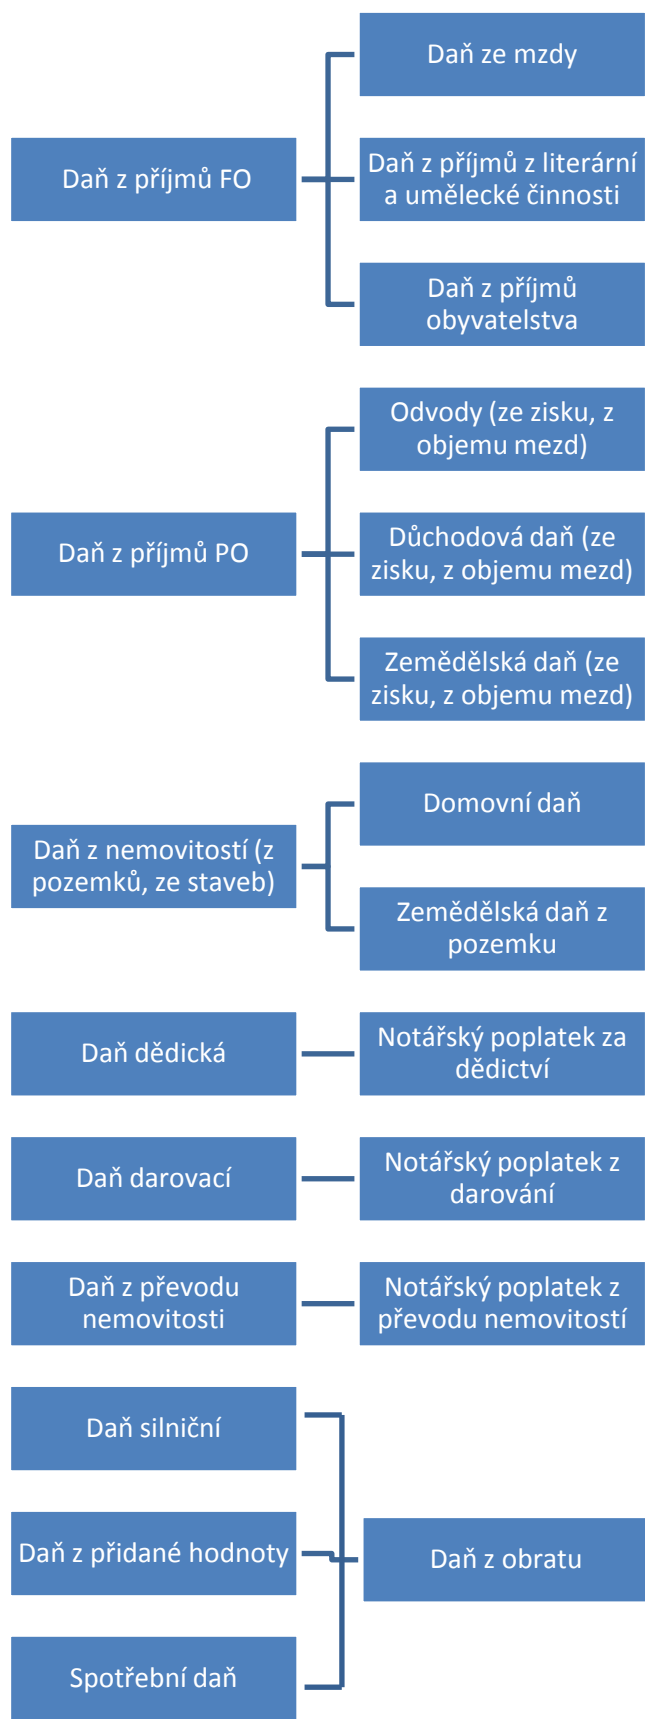 Daň ze mzdy
Daň z příjmů FO
Daň z příjmů z literární
a umělecké činnosti
Daň z příjmů
obyvatelstva
Odvody (ze zisku, z
objemu mezd)
Daň z příjmů PO
Důchodová daň (ze
zisku, z objemu mezd)
Zemědělská daň (ze
zisku, z objemu mezd)
Domovní daň
Daň z nemovitostí (z
pozemků, ze staveb)
Zemědělská daň z
pozemku
Daň dědická
Notářský poplatek za
dědictví
Daň darovací
Notářský poplatek z
darování
Daň z převodu
nemovitosti
Notářský poplatek z
převodu nemovitostí
Daň silniční
Daň z přidané hodnoty
Daň z obratu
Spotřební daň